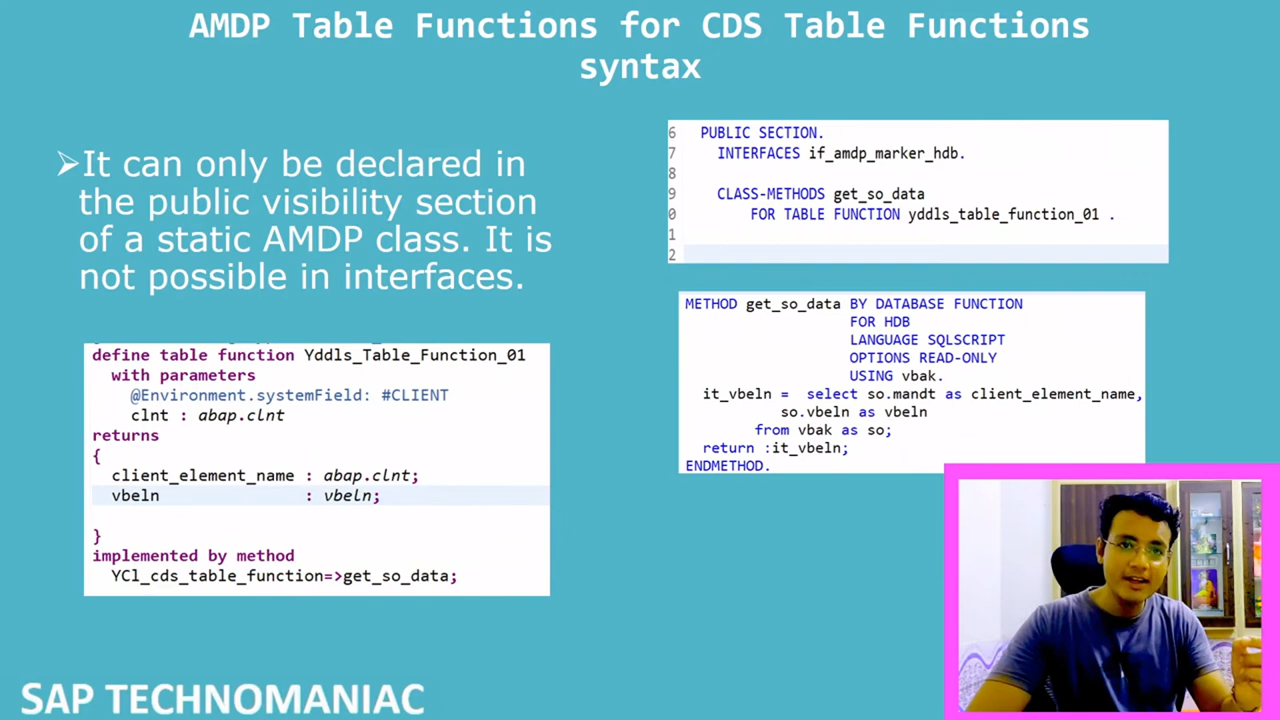 AMDP Table Functions for CDS Table Functions
syntax
➢It can only be declared in
the public visibility section
of a static AMDP class. It is
not possible in interfaces.
define table function Yddls_Table_Function_01
with parameters
@Environment.systemField: #CLIENT
clnt : abap.clnt
returns
{
client_element_name : abap.clnt;
vbeln : vbeln;
}
implemented by method
YCl_cds_table_function=>get_so_data;
6 PUBLIC SECTION.
7 INTERFACES if_amdp_marker_hdb.
8
9 CLASS-METHODS get_so_data
0 FOR TABLE FUNCTION yddls_table_function_01 .
1
2
METHOD get_so_data BY DATABASE FUNCTION
FOR HDB
LANGUAGE SQLSCRIPT
OPTIONS READ-ONLY
USING vbak.
it_vbeln = select so.mandt as client_element_name,
so.vbeln as vbeln
from vbak as so;
return :it_vbeln;
ENDMETHOD.
SAP TECHNOMANIAC